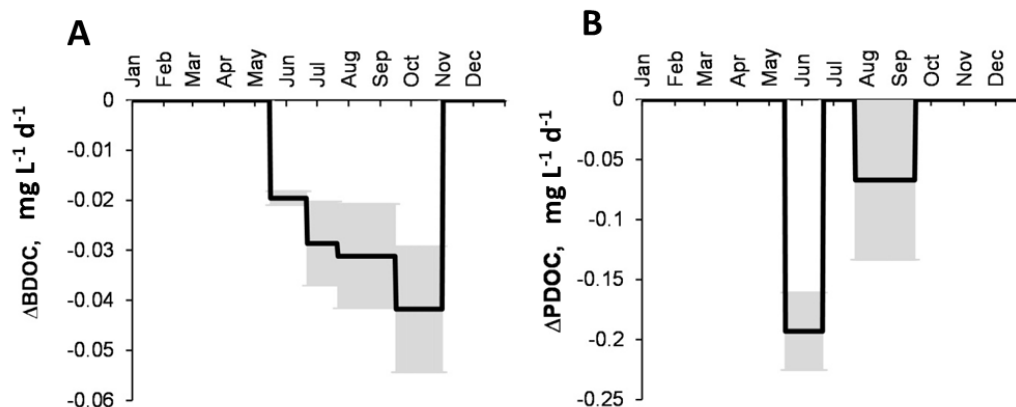 A
Jan Feb Mar Apr May Jun Jul Aug Sep Oct Nov Dec
0
-0.01
-0.02
-0.03
-0.04
-0.05
-0.06
ΔBDOC, mg L⁻¹ d⁻¹
B
Jan Feb Mar Apr May Jun Jul Aug Sep Oct Nov Dec
0
-0.05
-0.1
-0.15
-0.2
-0.25
ΔPDOC, mg L⁻¹ d⁻¹